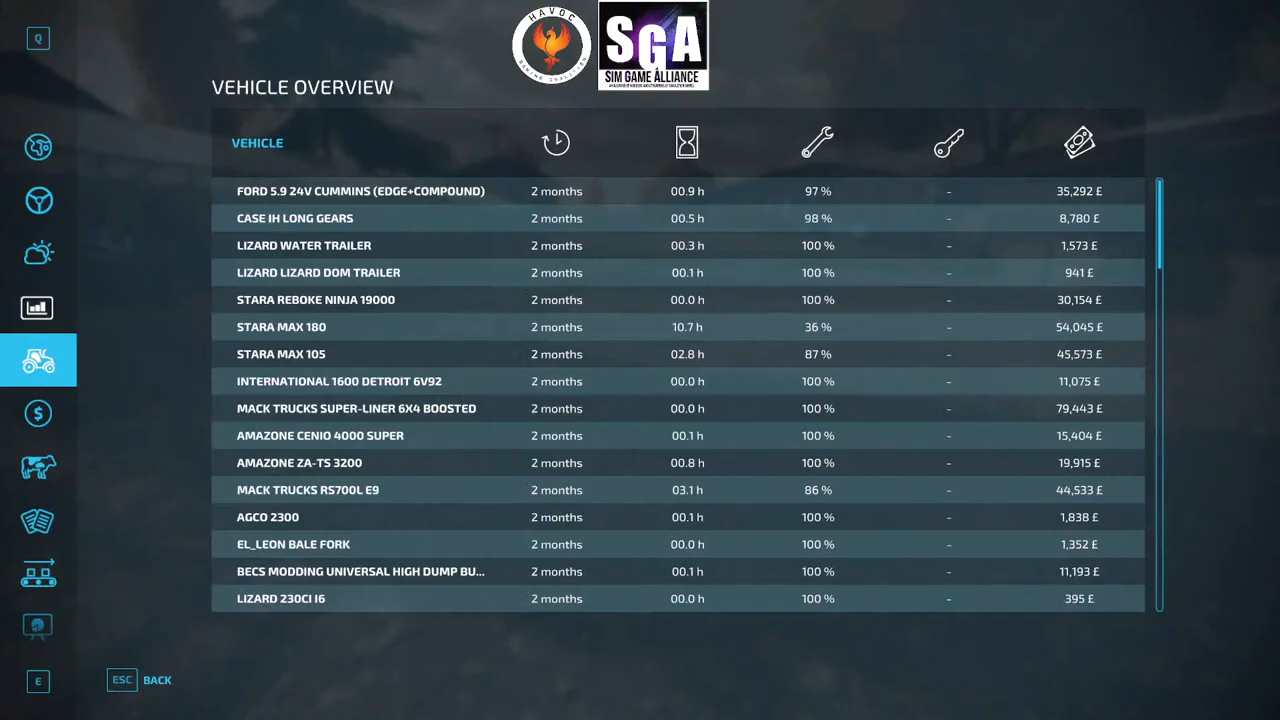 Q
HAVOC
GAMING COALITION
SGA
SIM GAME ALLIANCE
VEHICLE OVERVIEW
VEHICLE
FORD 5.9 24V CUMMINS (EDGE+COMPOUND) 2 months 00.9 h 97 % - 35,292 £
CASE IH LONG GEARS 2 months 00.5 h 98 % - 8,780 £
LIZARD WATER TRAILER 2 months 00.3 h 100 % - 1,573 £
LIZARD LIZARD DOM TRAILER 2 months 00.1 h 100 % - 941 £
STARA REBOKE NINJA 19000 2 months 00.0 h 100 % - 30,154 £
STARA MAX 180 2 months 10.7 h 36 % - 54,045 £
STARA MAX 105 2 months 02.8 h 87 % - 45,573 £
INTERNATIONAL 1600 DETROIT 6V92 2 months 00.0 h 100 % - 11,075 £
MACK TRUCKS SUPER-LINER 6X4 BOOSTED 2 months 00.0 h 100 % - 79,443 £
AMAZONE CENIO 4000 SUPER 2 months 00.1 h 100 % - 15,404 £
AMAZONE ZA-TS 3200 2 months 00.8 h 100 % - 19,915 £
MACK TRUCKS RS700L E9 2 months 03.1 h 86 % - 44,533 £
AGCO 2300 2 months 00.1 h 100 % - 1,838 £
EL_LEON BALE FORK 2 months 00.0 h 100 % - 1,352 £
BECS MODDING UNIVERSAL HIGH DUMP BU... 2 months 00.1 h 100 % - 11,193 £
LIZARD 230CI I6 2 months 00.0 h 100 % - 395 £
E
ESC BACK